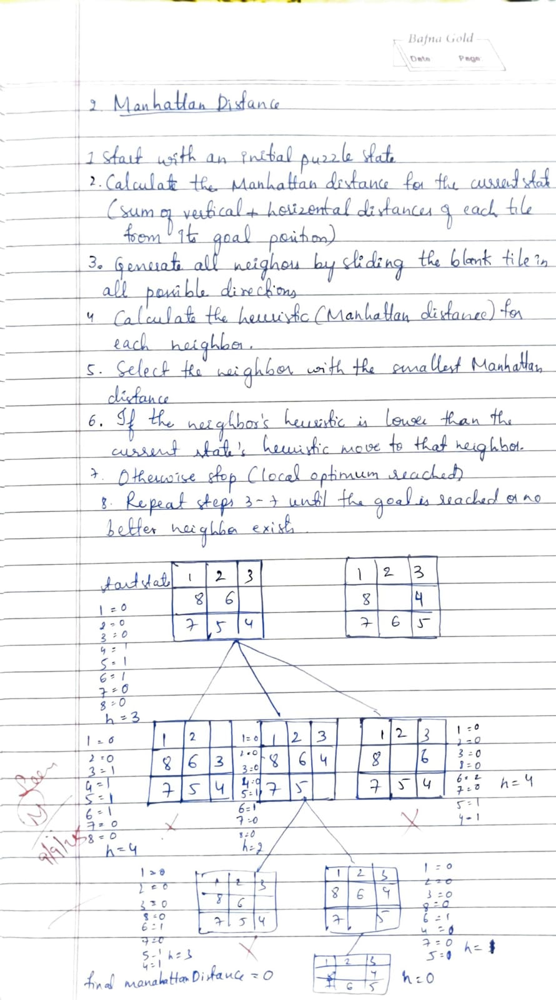 Bafna Gold
Date Page:
2. Manhattan Distance
1 start with an initial puzzle state
2. Calculate the Manhattan distance for the current state
(sum of vertical + horizental distances of each tile
from its goal position)
3. Generate all neighors by sliding the blank tile in
all possible directions
4 Calculate the heuristic (Manhattan distance) for
each neighbor.
5. Select the neighbor with the smallest Manhattan
distance
6. If the neighbor's heuristic is lower than the
current state's heuristic move to that neighbor.
7. Otherwise stop (local optimum reached)
8. Repeat steps 3-7 until the goal is reached or no
better neighbor exists.
start state
1 2 3
8 6
7 5 4
1 2 3
8 4
7 6 5
1 = 0
2 = 0
3 = 0
4 = 1
5 = 1
6 = 1
7 = 0
8 = 0
h = 3
1 = 0
2 = 0
3 = 1
4 = 1
5 = 1
6 = 1
7 = 0
8 = 0
h = 4
1 2
8 6 3
7 5 4
1 = 0
2 = 0
3 = 0
4 = 0
5 = 1
6 = 1
7 = 0
8 = 0
h = 2
1 2 3
8 6 4
7 5
1 2 3
8 6
7 5 4
1 = 0
2 = 0
3 = 0
8 = 0
6 = 2
7 = 0
5 = 1
4 = 1
h = 4
Seen
9/9/25
1 = 0
2 = 0
3 = 0
8 = 0
6 = 1
7 = 0
5 - 1 h = 3
4 = 1
1 2 3
8 6
7 5 4
1 2 3
8 6 4
7 5
1 = 0
2 = 0
3 = 0
8 = 0
6 = 1
4 = 0
7 = 0
5 = 0
h = 1
1 2 3
8 4
7 6 5
h = 0
final manahattan Distance = 0